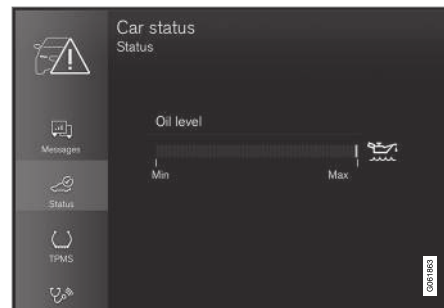 Car status
Status
Messages
Oil level
Min Max
Status
TPMS
G061863